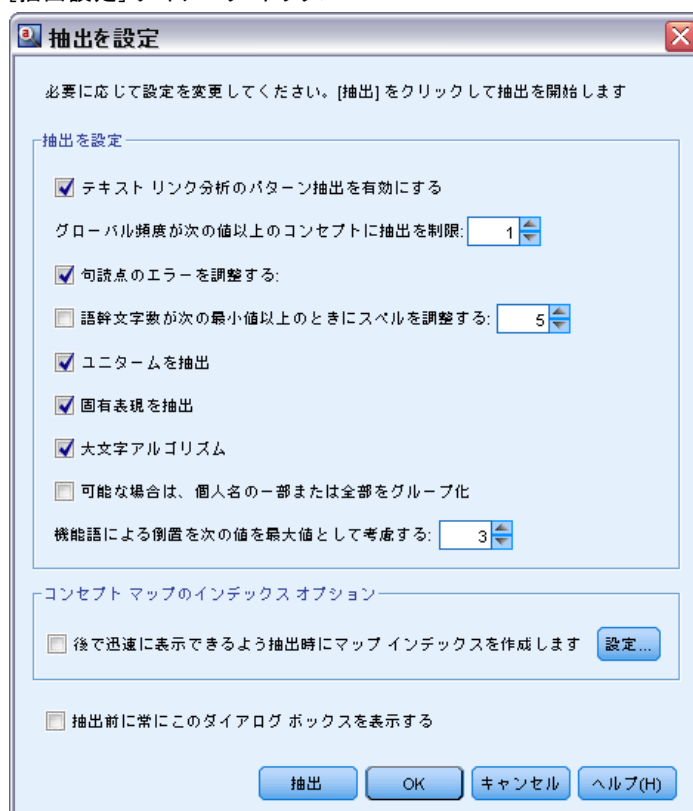 抽出を設定
必要に応じて設定を変更してください。[抽出] をクリックして抽出を開始します
抽出を設定
テキスト リンク分析のパターン抽出を有効にする
グローバル頻度が次の値以上のコンセプトに抽出を制限: 1
句読点のエラーを調整する:
語幹文字数が次の最小値以上のときにスペルを調整する: 5
ユニタームを抽出
固有表現を抽出
大文字アルゴリズム
可能な場合は、個人名の一部または全部をグループ化
機能語による倒置を次の値を最大値として考慮する: 3
コンセプト マップのインデックス オプション
後で迅速に表示できるよう抽出時にマップ インデックスを作成します 設定...
抽出前に常にこのダイアログ ボックスを表示する
抽出 OK キャンセル ヘルプ(H)